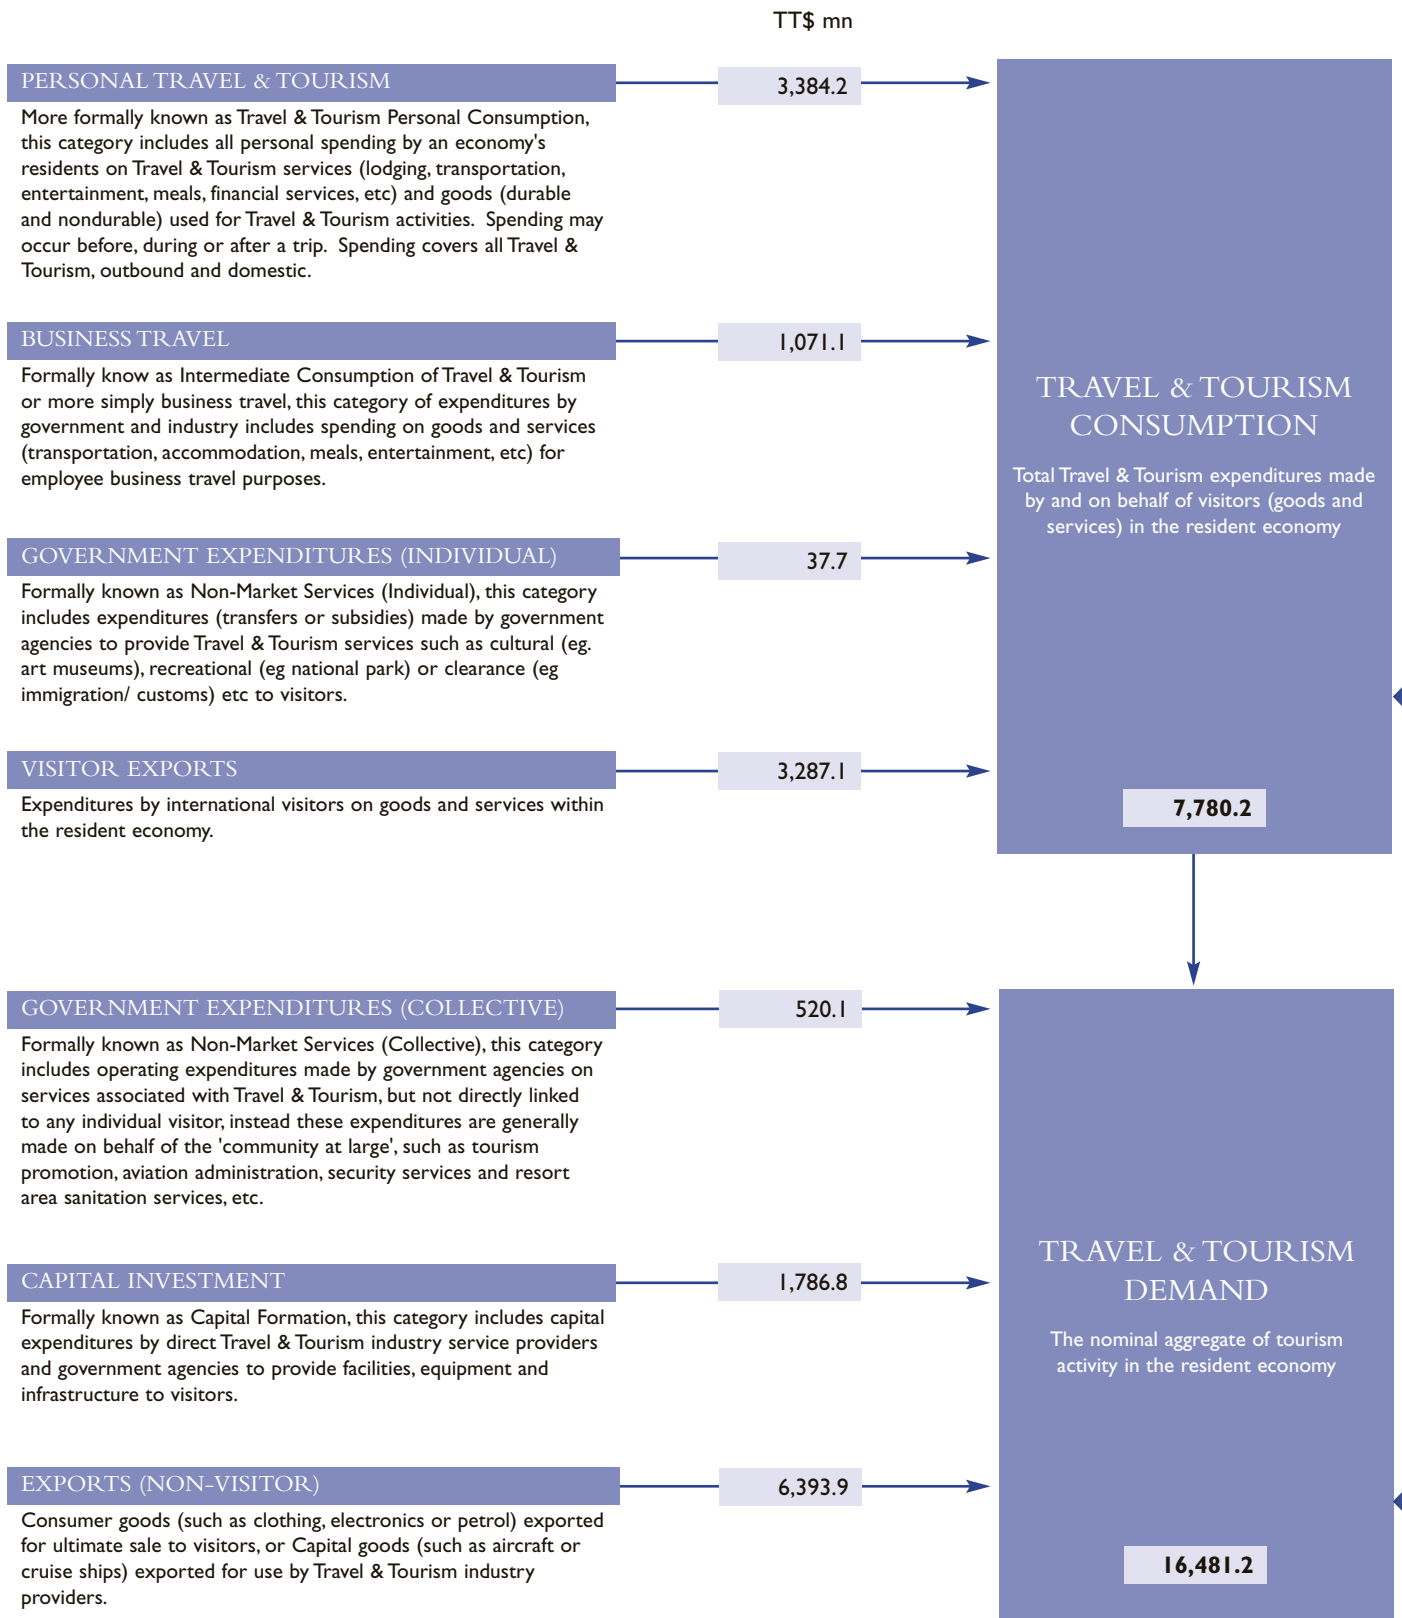 TT$ mn
PERSONAL TRAVEL & TOURISM
3,384.2
More formally known as Travel & Tourism Personal Consumption,
this category includes all personal spending by an economy's
residents on Travel & Tourism services (lodging, transportation,
entertainment, meals, financial services, etc) and goods (durable
and nondurable) used for Travel & Tourism activities. Spending may
occur before, during or after a trip. Spending covers all Travel &
Tourism, outbound and domestic.
BUSINESS TRAVEL
1,071.1
Formally know as Intermediate Consumption of Travel & Tourism
or more simply business travel, this category of expenditures by
government and industry includes spending on goods and services
(transportation, accommodation, meals, entertainment, etc) for
employee business travel purposes.
GOVERNMENT EXPENDITURES (INDIVIDUAL)
37.7
Formally known as Non-Market Services (Individual), this category
includes expenditures (transfers or subsidies) made by government
agencies to provide Travel & Tourism services such as cultural (eg.
art museums), recreational (eg national park) or clearance (eg
immigration/ customs) etc to visitors.
VISITOR EXPORTS
3,287.1
Expenditures by international visitors on goods and services within
the resident economy.
TRAVEL & TOURISM
CONSUMPTION
Total Travel & Tourism expenditures made
by and on behalf of visitors (goods and
services) in the resident economy
7,780.2
GOVERNMENT EXPENDITURES (COLLECTIVE)
520.1
Formally known as Non-Market Services (Collective), this category
includes operating expenditures made by government agencies on
services associated with Travel & Tourism, but not directly linked
to any individual visitor, instead these expenditures are generally
made on behalf of the 'community at large', such as tourism
promotion, aviation administration, security services and resort
area sanitation services, etc.
CAPITAL INVESTMENT
1,786.8
Formally known as Capital Formation, this category includes capital
expenditures by direct Travel & Tourism industry service providers
and government agencies to provide facilities, equipment and
infrastructure to visitors.
EXPORTS (NON-VISITOR)
6,393.9
Consumer goods (such as clothing, electronics or petrol) exported
for ultimate sale to visitors, or Capital goods (such as aircraft or
cruise ships) exported for use by Travel & Tourism industry
providers.
TRAVEL & TOURISM
DEMAND
The nominal aggregate of tourism
activity in the resident economy
16,481.2